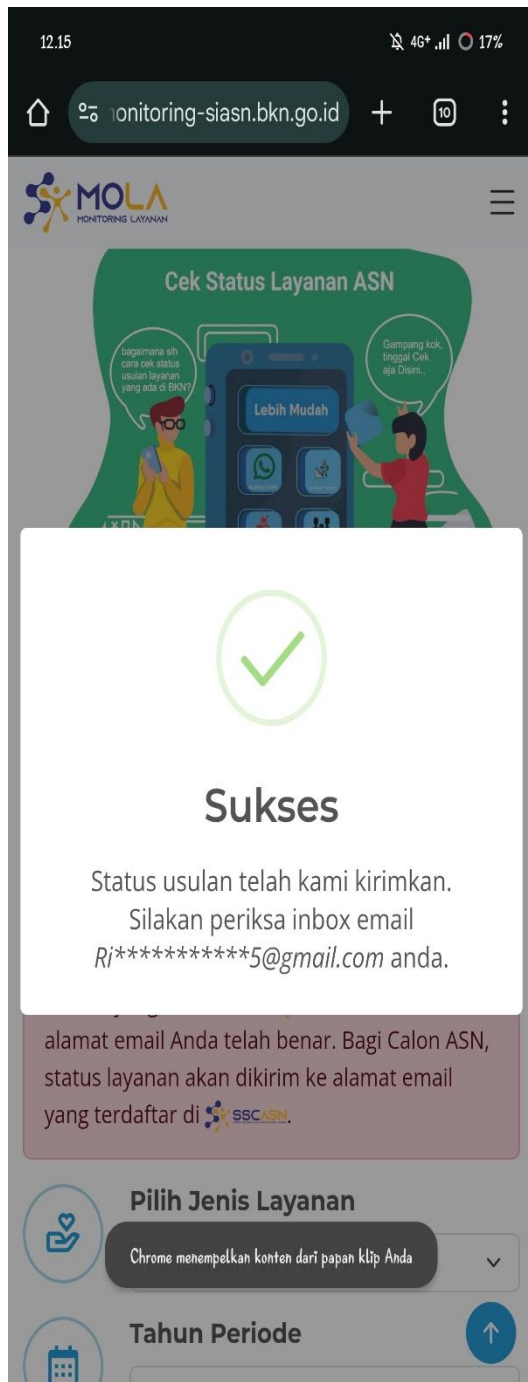 12.15
4G+
17%
onitoring-siasn.bkn.go.id
10
MOLA
MONITORING LAYANAN
Cek Status Layanan ASN
bagaimana sih
cara cek status
usulan layanan
yang ada di BKN?
Gampang kok,
tinggal Cek
aja Disini..
Lebih Mudah
Sukses
Status usulan telah kami kirimkan.
Silakan periksa inbox email
Ri***********5@gmail.com anda.
alamat email Anda telah benar. Bagi Calon ASN,
status layanan akan dikirim ke alamat email
yang terdaftar di SSCASN.
Pilih Jenis Layanan
Chrome menempelkan konten dari papan klip Anda
Tahun Periode